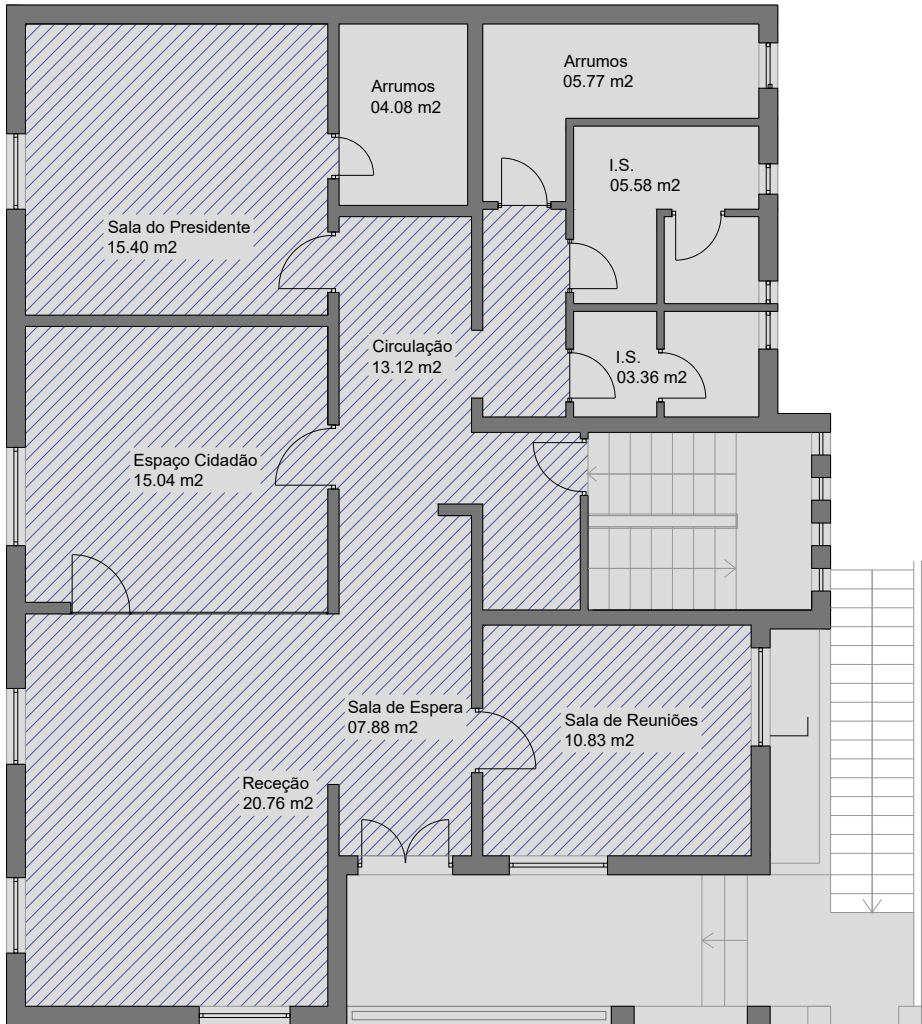 Arrumos
04.08 m2
Arrumos
05.77 m2
I.S.
05.58 m2
Sala do Presidente
15.40 m2
Circulação
13.12 m2
I.S.
03.36 m2
Espaço Cidadão
15.04 m2
Sala de Espera
07.88 m2
Sala de Reuniões
10.83 m2
Receção
20.76 m2